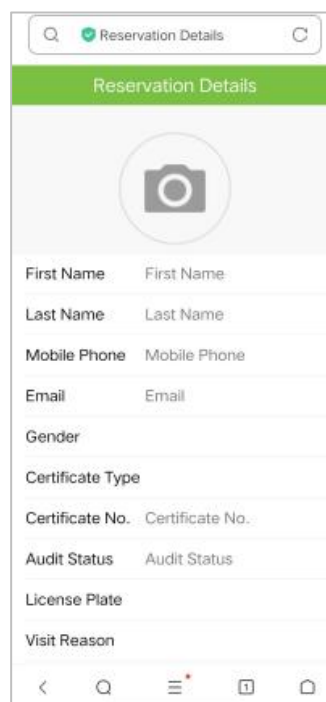 Reservation Details
Reservation Details
First Name First Name
Last Name Last Name
Mobile Phone Mobile Phone
Email Email
Gender
Certificate Type
Certificate No. Certificate No.
Audit Status Audit Status
License Plate
Visit Reason
1